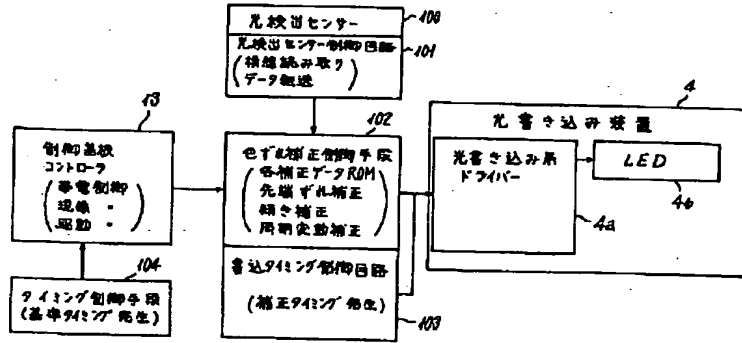 光検出センサー
100
光検出センサー制御回路
(横線読み取り
データ転送)
101
13
制御基板
コントローラ
(帯電制御
現像 〃
駆動 〃)
104
タイミング制御手段
(基準タイミング発生)
102
色ずれ補正制御手段
(各補正データROM
先端ずれ補正
傾き補正
周期変動補正)
書込タイミング制御回路
(補正タイミング発生)
103
4
光書き込み装置
光書き込み系
ドライバー
4a
LED
4b